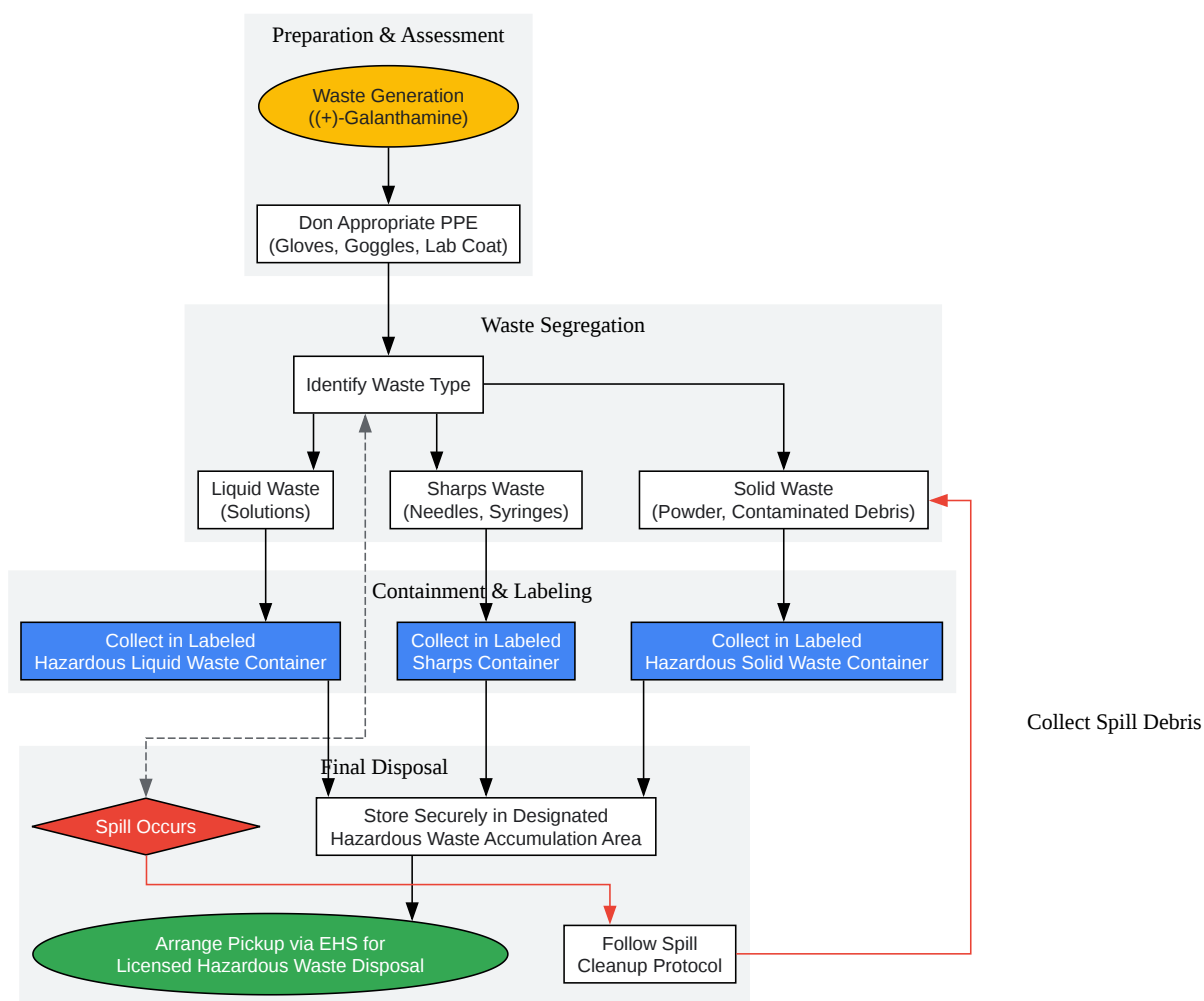 Preparation & Assessment
Waste Generation
((+)-Galanthamine)
Don Appropriate PPE
(Gloves, Goggles, Lab Coat)
Waste Segregation
Identify Waste Type
Liquid Waste
(Solutions)
Sharps Waste
(Needles, Syringes)
Solid Waste
(Powder, Contaminated Debris)
Containment & Labeling
Collect in Labeled
Hazardous Liquid Waste Container
Collect in Labeled
Sharps Container
Collect in Labeled
Hazardous Solid Waste Container
Collect Spill Debris
Final Disposal
Spill Occurs
Store Securely in Designated
Hazardous Waste Accumulation Area
Arrange Pickup via EHS for
Licensed Hazardous Waste Disposal
Follow Spill
Cleanup Protocol